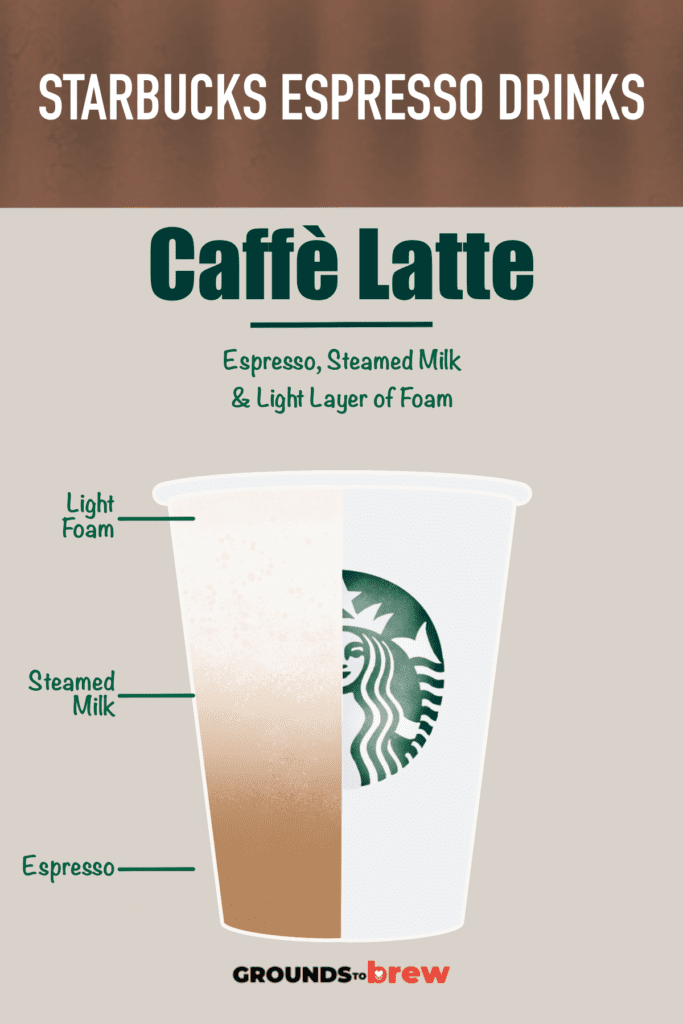 STARBUCKS ESPRESSO DRINKS
Caffè Latte
Espresso, Steamed Milk
& Light Layer of Foam
Light
Foam
Steamed
Milk
Espresso
GROUNDS TO brew